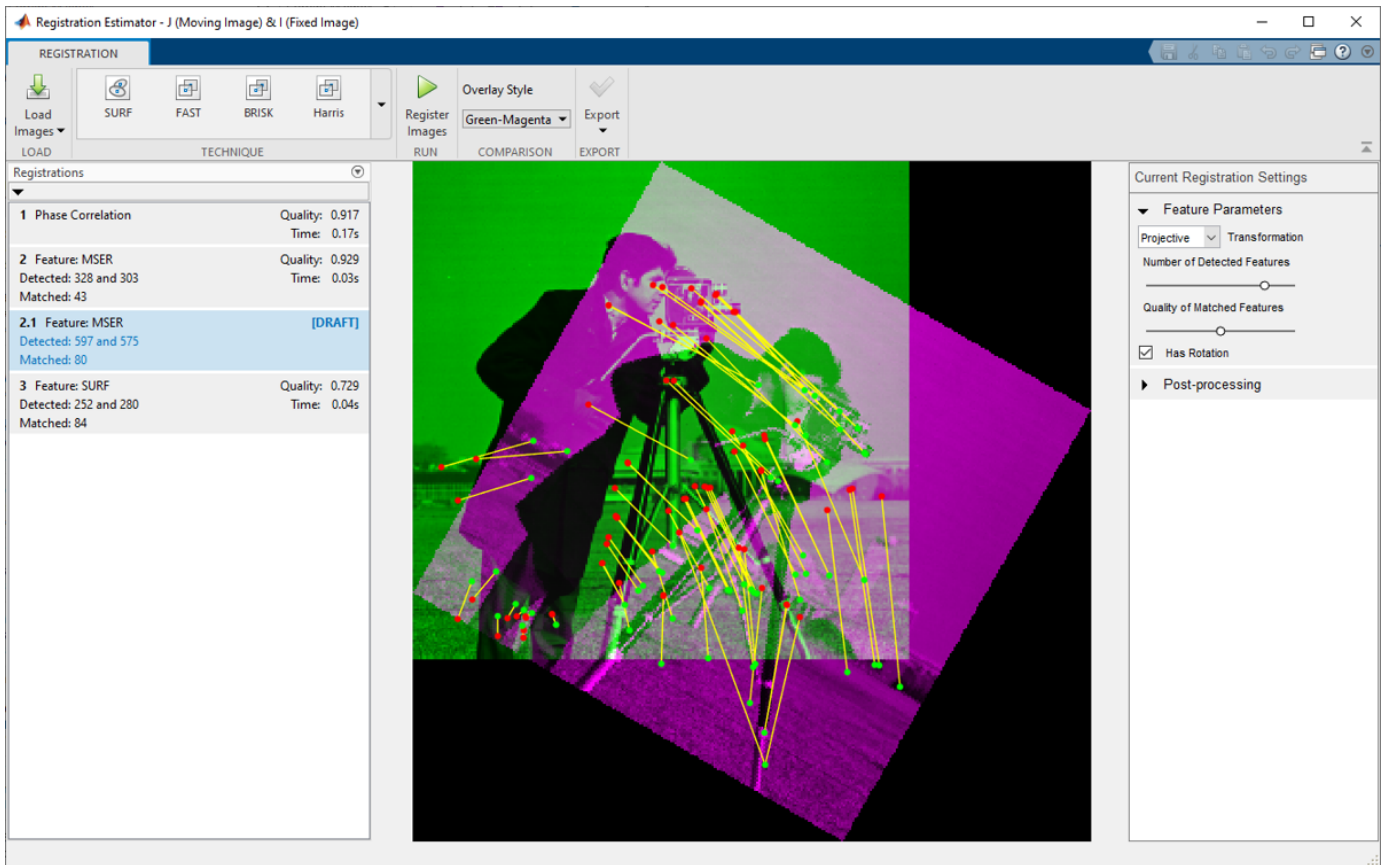 Registration Estimator - J (Moving Image) & I (Fixed Image)
REGISTRATION
Load
Images
SURF
FAST
BRISK
Harris
Register
Images
Overlay Style
Green-Magenta
Export
LOAD
TECHNIQUE
RUN
COMPARISON
EXPORT
Registrations
1 Phase Correlation Quality: 0.917
Time: 0.17s
2 Feature: MSER Quality: 0.929
Detected: 328 and 303 Time: 0.03s
Matched: 43
2.1 Feature: MSER [DRAFT]
Detected: 597 and 575
Matched: 80
3 Feature: SURF Quality: 0.729
Detected: 252 and 280 Time: 0.04s
Matched: 84
Current Registration Settings
Feature Parameters
Projective Transformation
Number of Detected Features
Quality of Matched Features
Has Rotation
Post-processing